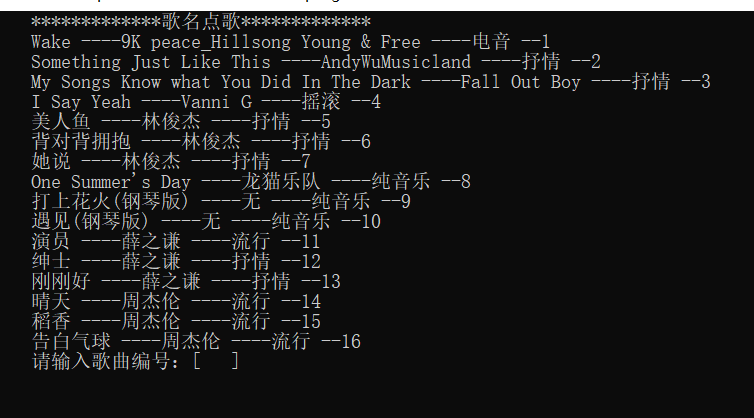 *************歌名点歌*************
Wake ----9K peace_Hillsong Young & Free ----电音 --1
Something Just Like This ----AndyWuMusicland ----抒情 --2
My Songs Know what You Did In The Dark ----Fall Out Boy ----抒情 --3
I Say Yeah ----Vanni G ----摇滚 --4
美人鱼 ----林俊杰 ----抒情 --5
背对背拥抱 ----林俊杰 ----抒情 --6
她说 ----林俊杰 ----抒情 --7
One Summer's Day ----龙猫乐队 ----纯音乐 --8
打上花火(钢琴版) ----无 ----纯音乐 --9
遇见(钢琴版) ----无 ----纯音乐 --10
演员 ----薛之谦 ----流行 --11
绅士 ----薛之谦 ----抒情 --12
刚刚好 ----薛之谦 ----抒情 --13
晴天 ----周杰伦 ----流行 --14
稻香 ----周杰伦 ----流行 --15
告白气球 ----周杰伦 ----流行 --16
请输入歌曲编号: [   ]